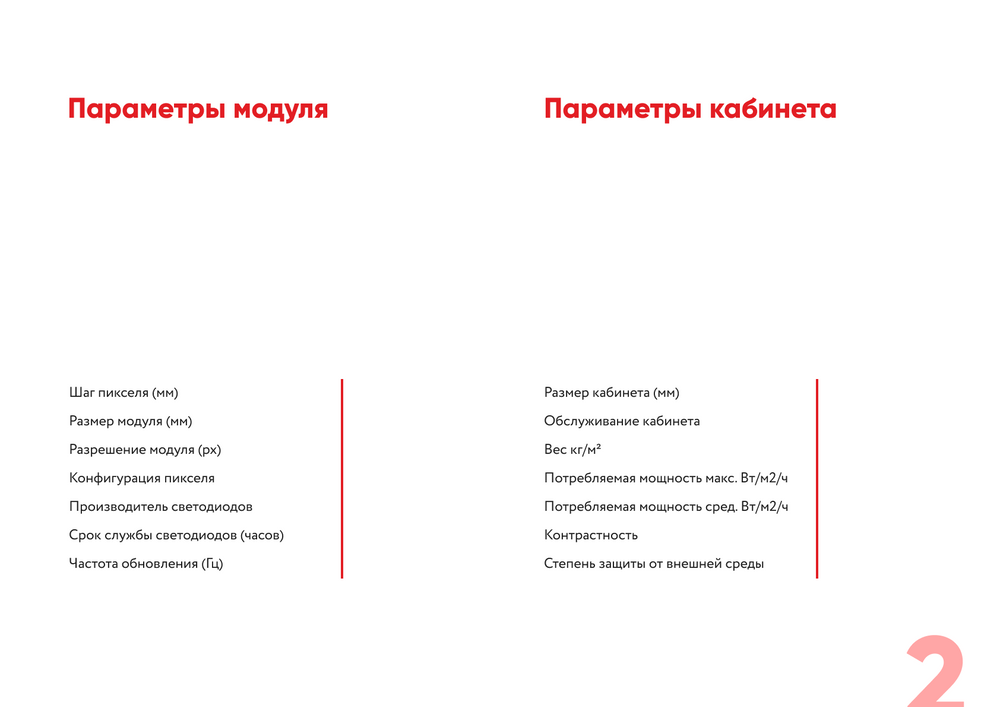 Параметры модуля
Шаг пикселя (мм)
Размер модуля (мм)
Разрешение модуля (px)
Конфигурация пикселя
Производитель светодиодов
Срок службы светодиодов (часов)
Частота обновления (Гц)
Параметры кабинета
Размер кабинета (мм)
Обслуживание кабинета
Вес кг/м²
Потребляемая мощность макс. Вт/м2/ч
Потребляемая мощность сред. Вт/м2/ч
Контрастность
Степень защиты от внешней среды
2